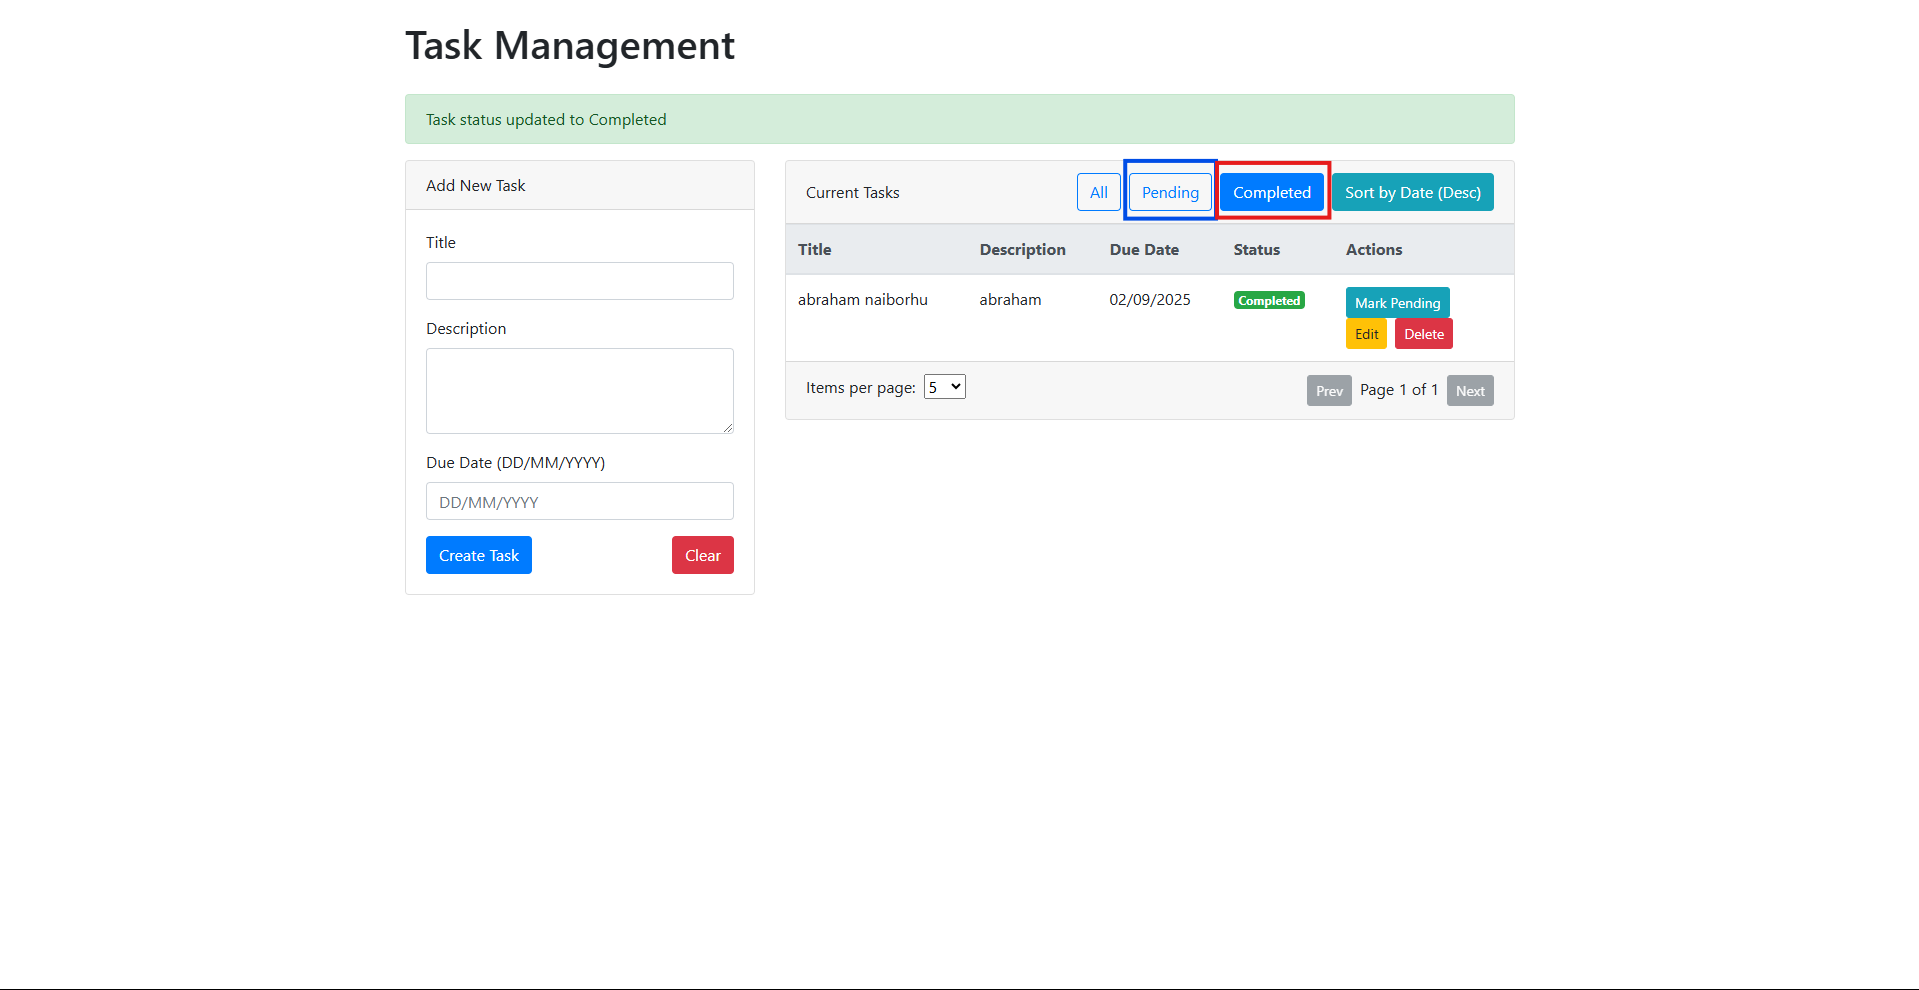 Task Management
Task status updated to Completed
Add New Task
Title
Description
Due Date (DD/MM/YYYY)
DD/MM/YYYY
Create Task Clear
Current Tasks All Pending Completed Sort by Date (Desc)
Title Description Due Date Status Actions
abraham naiborhu abraham 02/09/2025 Completed Mark Pending
Edit Delete
Items per page: 5 Prev Page 1 of 1 Next